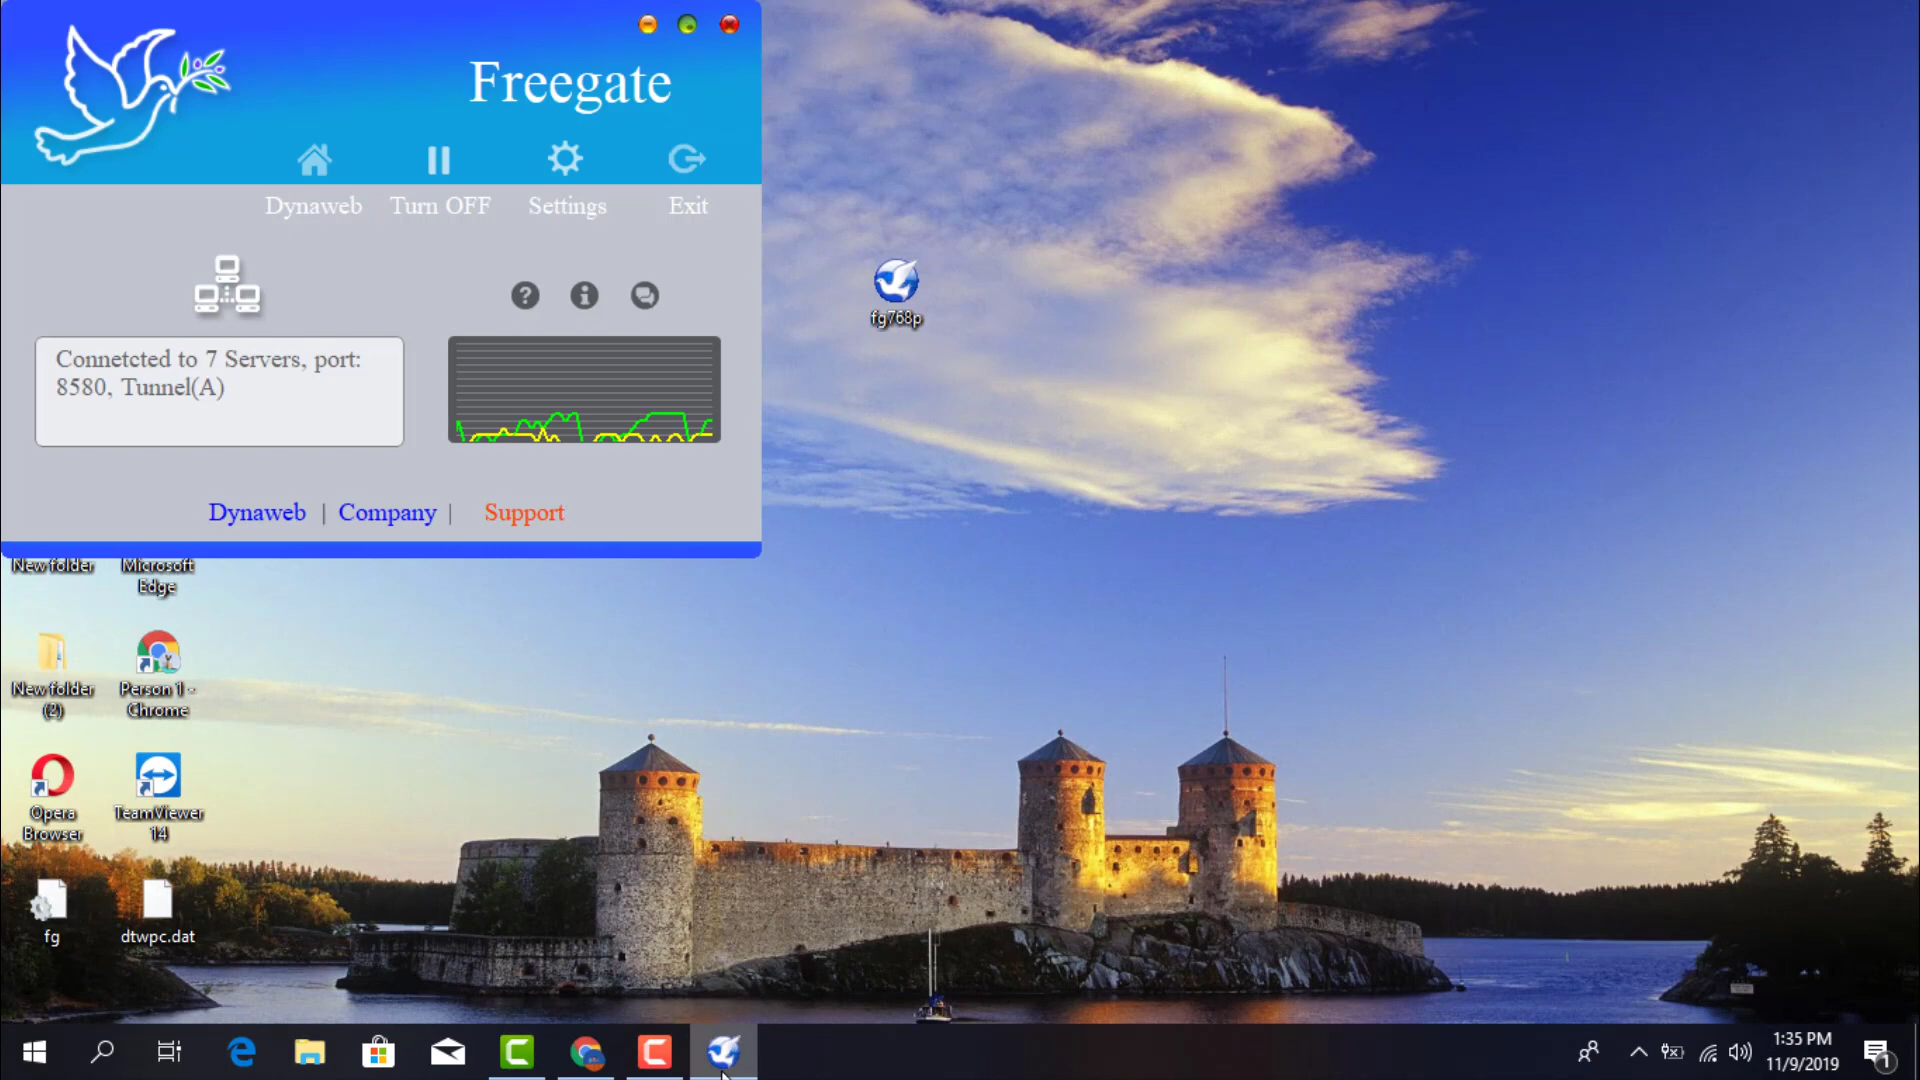 Freegate
Dynaweb Turn OFF Settings Exit
Connetcted to 7 Servers, port:
8580, Tunnel(A)
Dynaweb | Company | Support
fg768p
New folder
Microsoft
Edge
New folder
(2)
Person 1 -
Chrome
Opera
Browser
TeamViewer
14
fg
dtwpc.dat
1:35 PM
11/9/2019
1